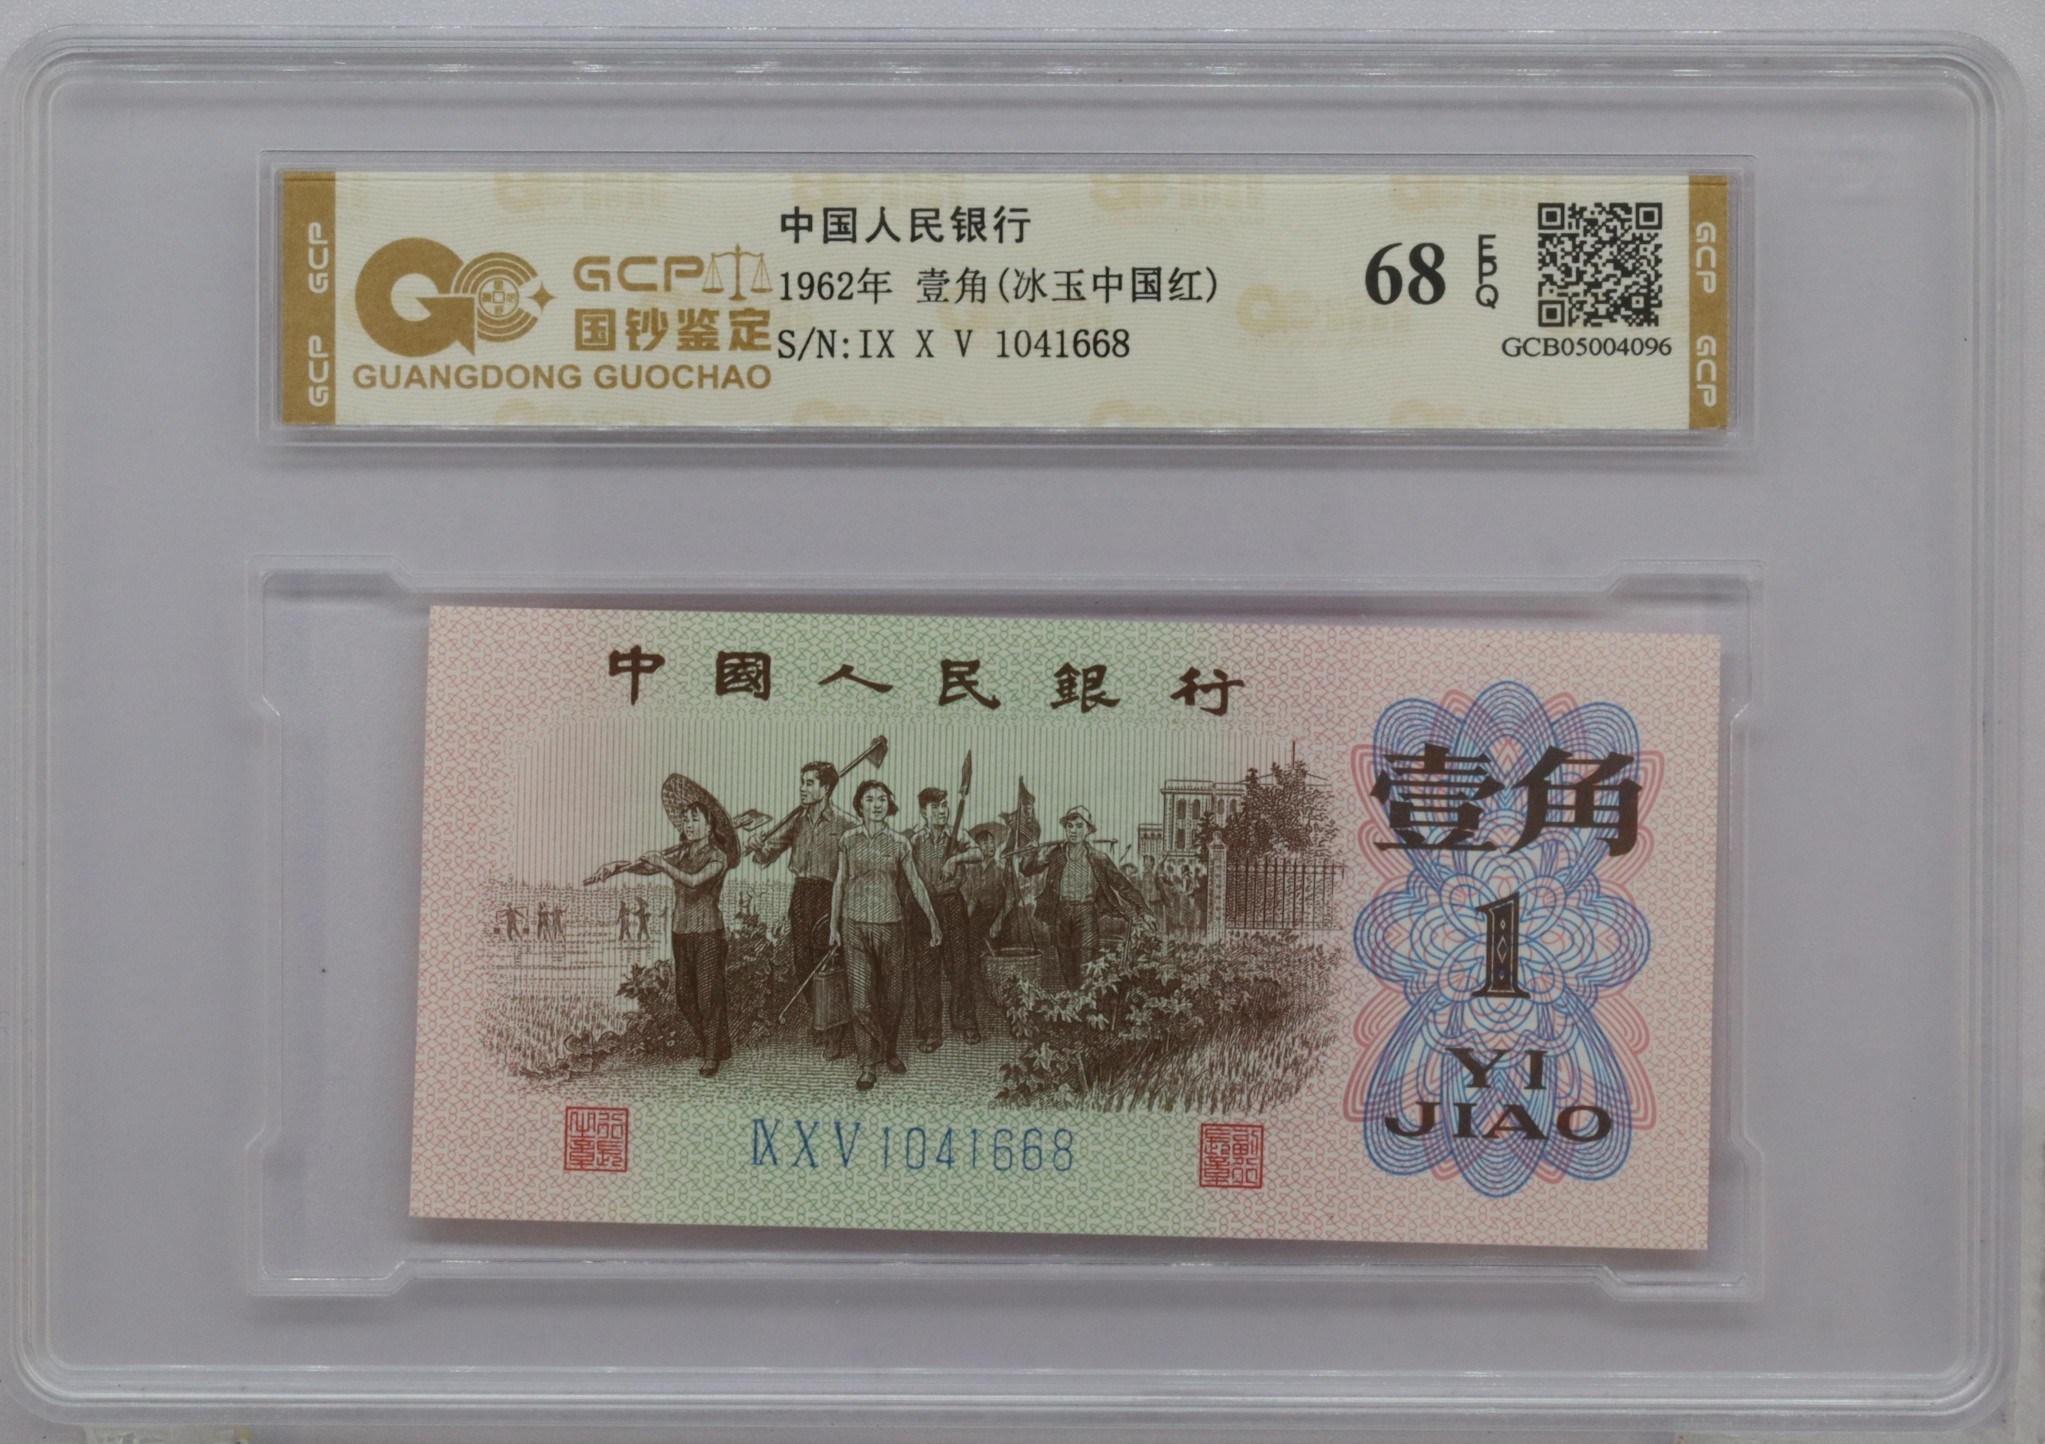 GCP
GCP
GCP
国钞鉴定
GUANGDONG GUOCHAO
中国人民银行
1962年 壹角(冰玉中国红)
S/N:IX X V 1041668
68
EPQ
GCB05004096
GCP
GCP
中國人民銀行
壹角
1
YI
JIAO
IX X V 1041668